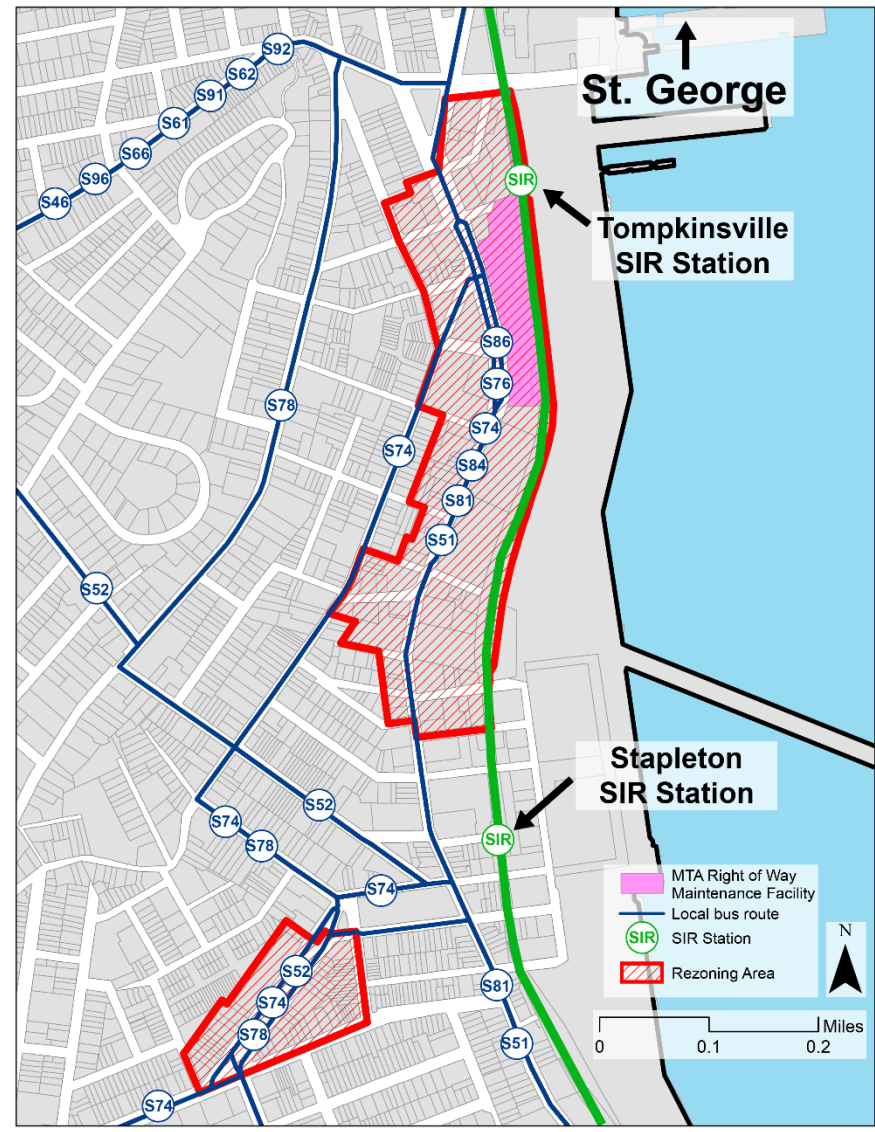 St. George
S92
S62
S91
S61
S66
S96
S46
SIR
Tompkinsville
SIR Station
S86
S76
S78
S74
S74
S84
S81
S51
S52
Stapleton
SIR Station
S52
S74
S78
SIR
S74
S52
S74
S78
S81
S51
S74
MTA Right of Way
Maintenance Facility
Local bus route
SIR
SIR Station
Rezoning Area
N
Miles
0
0.1
0.2